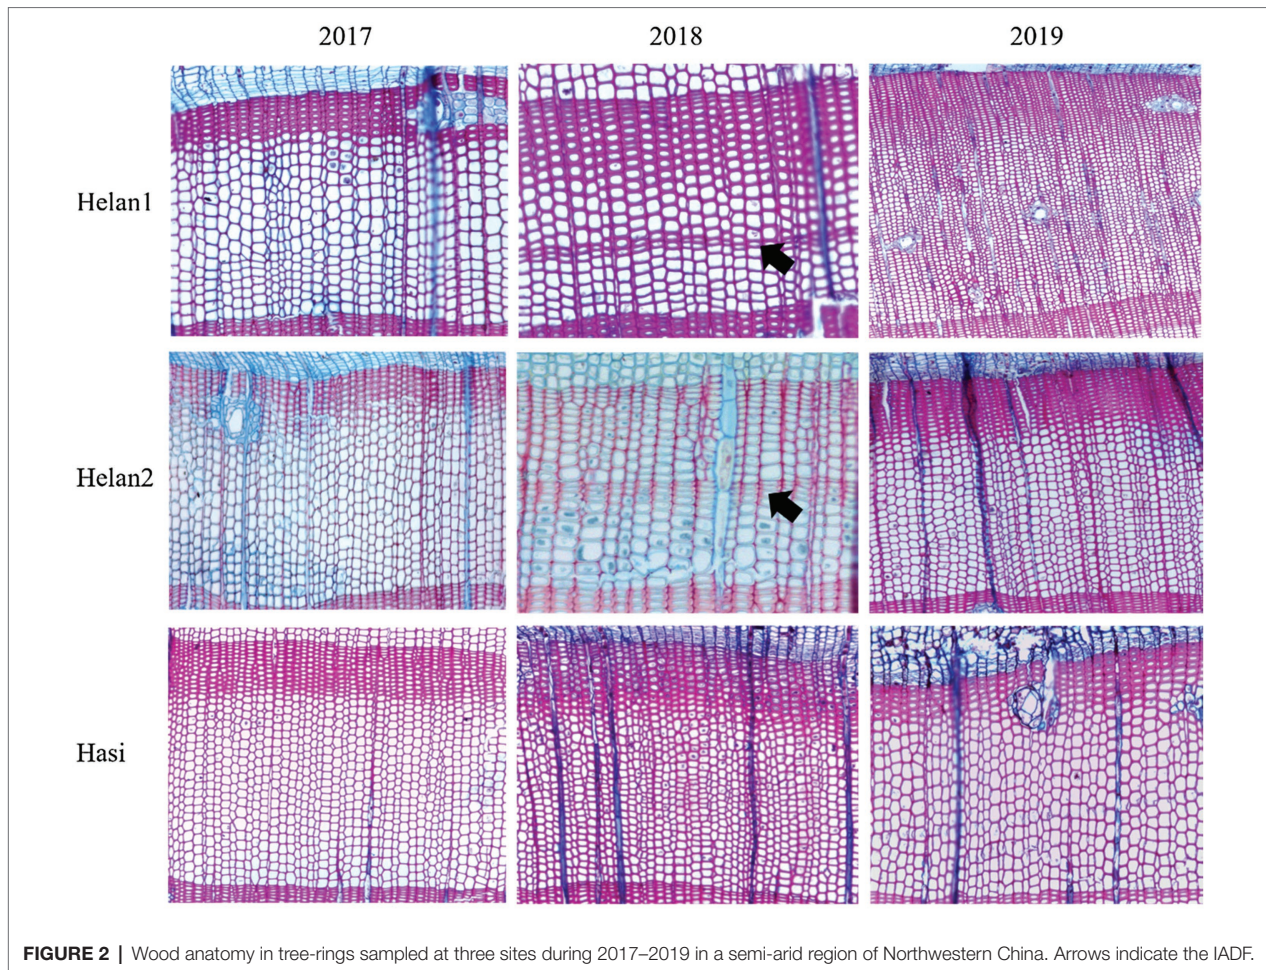 2017 2018 2019
Helan1
Helan2
Hasi
FIGURE 2 | Wood anatomy in tree-rings sampled at three sites during 2017–2019 in a semi-arid region of Northwestern China. Arrows indicate the IADF.